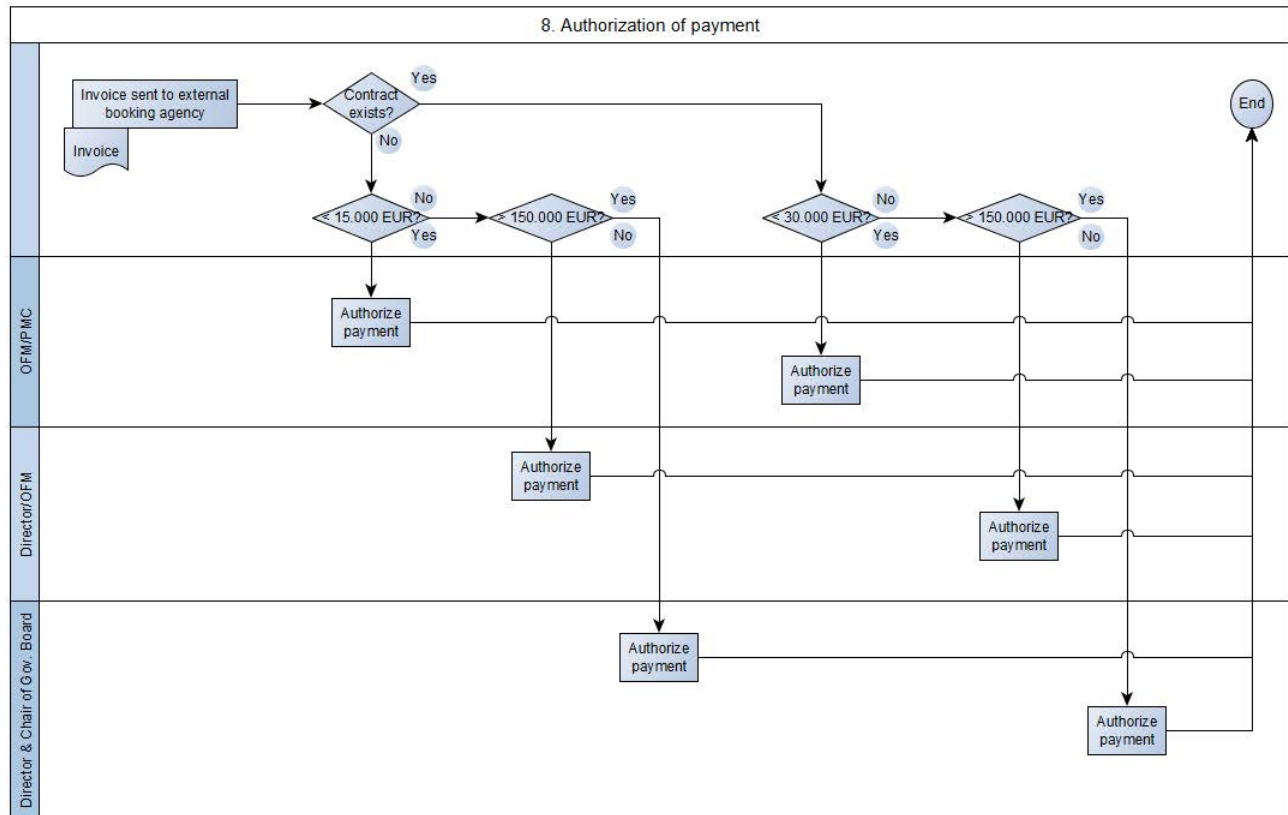 8. Authorization of payment
Invoice sent to external
booking agency
Invoice
Contract
exists?
Yes
No
End
< 15.000 EUR?
No
Yes
> 150.000 EUR?
Yes
No
< 30.000 EUR?
No
Yes
> 150.000 EUR?
Yes
No
OFM/PMC
Authorize
payment
Authorize
payment
Director/OFM
Authorize
payment
Authorize
payment
Director & Chair of Gov. Board
Authorize
payment
Authorize
payment